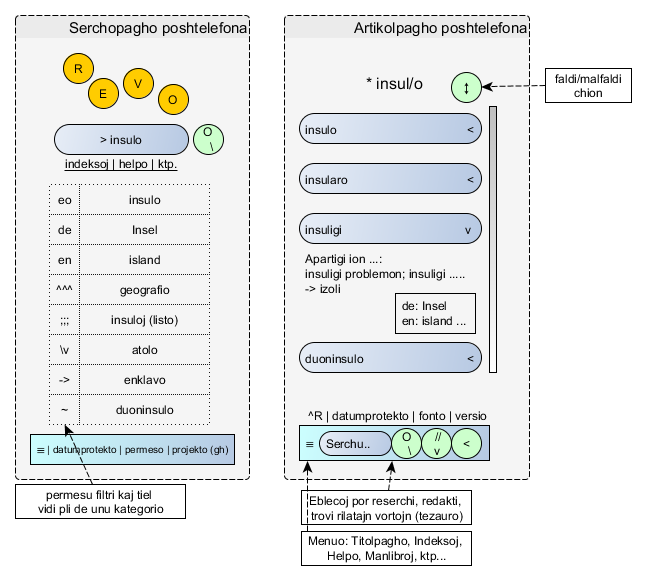 Serchopagho poshtelefona
R
E
V
O
> insulo
O
\
indeksoj | helpo | ktp.
eo insulo
de Insel
en island
^^^ geografio
;;; insuloj (listo)
\v atolo
-> enklavo
~ duoninsulo
≡ | datumprotekto | permeso | projekto (gh)
permesu filtri kaj tiel
vidi pli de unu kategorio
Artikolpagho poshtelefona
* insul/o
↕
faldi/malfaldi
chion
insulo <
insularo <
insuligi v
Apartigi ion ...:
insuligi problemon; insuligi .....
-> izoli
de: Insel
en: island ...
duoninsulo <
^R | datumprotekto | fonto | versio
≡ Serchu..
O
\
//
v
<
Eblecoj por reserchi, redakti,
trovi rilatajn vortojn (tezauro)
Menuo: Titolpagho, Indeksoj,
Helpo, Manlibroj, ktp...